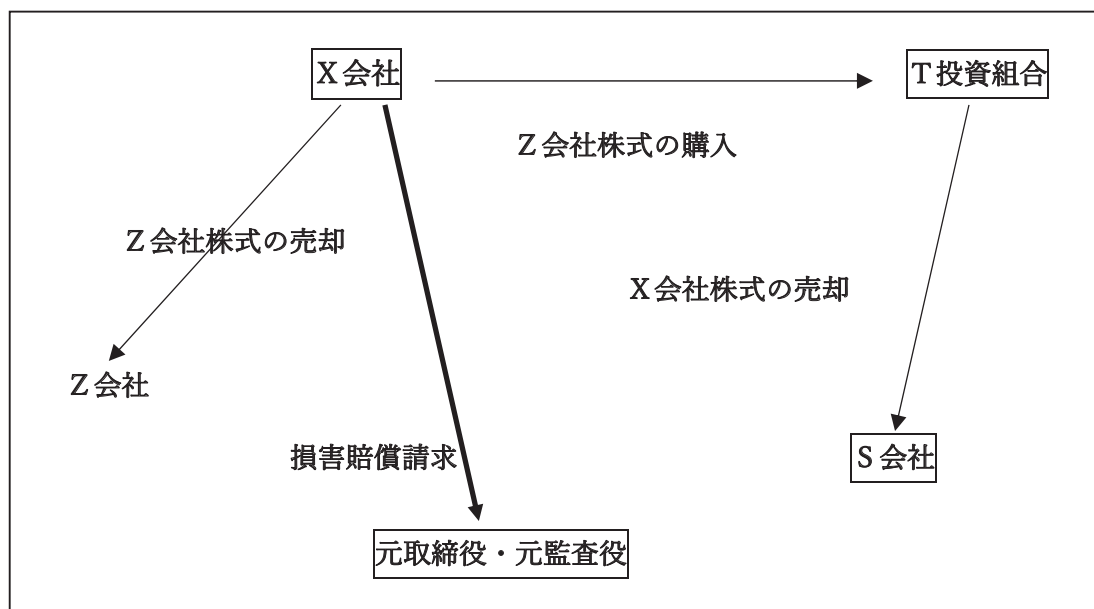 X会社
T投資組合
Z会社株式の購入
Z会社株式の売却
X会社株式の売却
Z会社
損害賠償請求
S会社
元取締役・元監査役